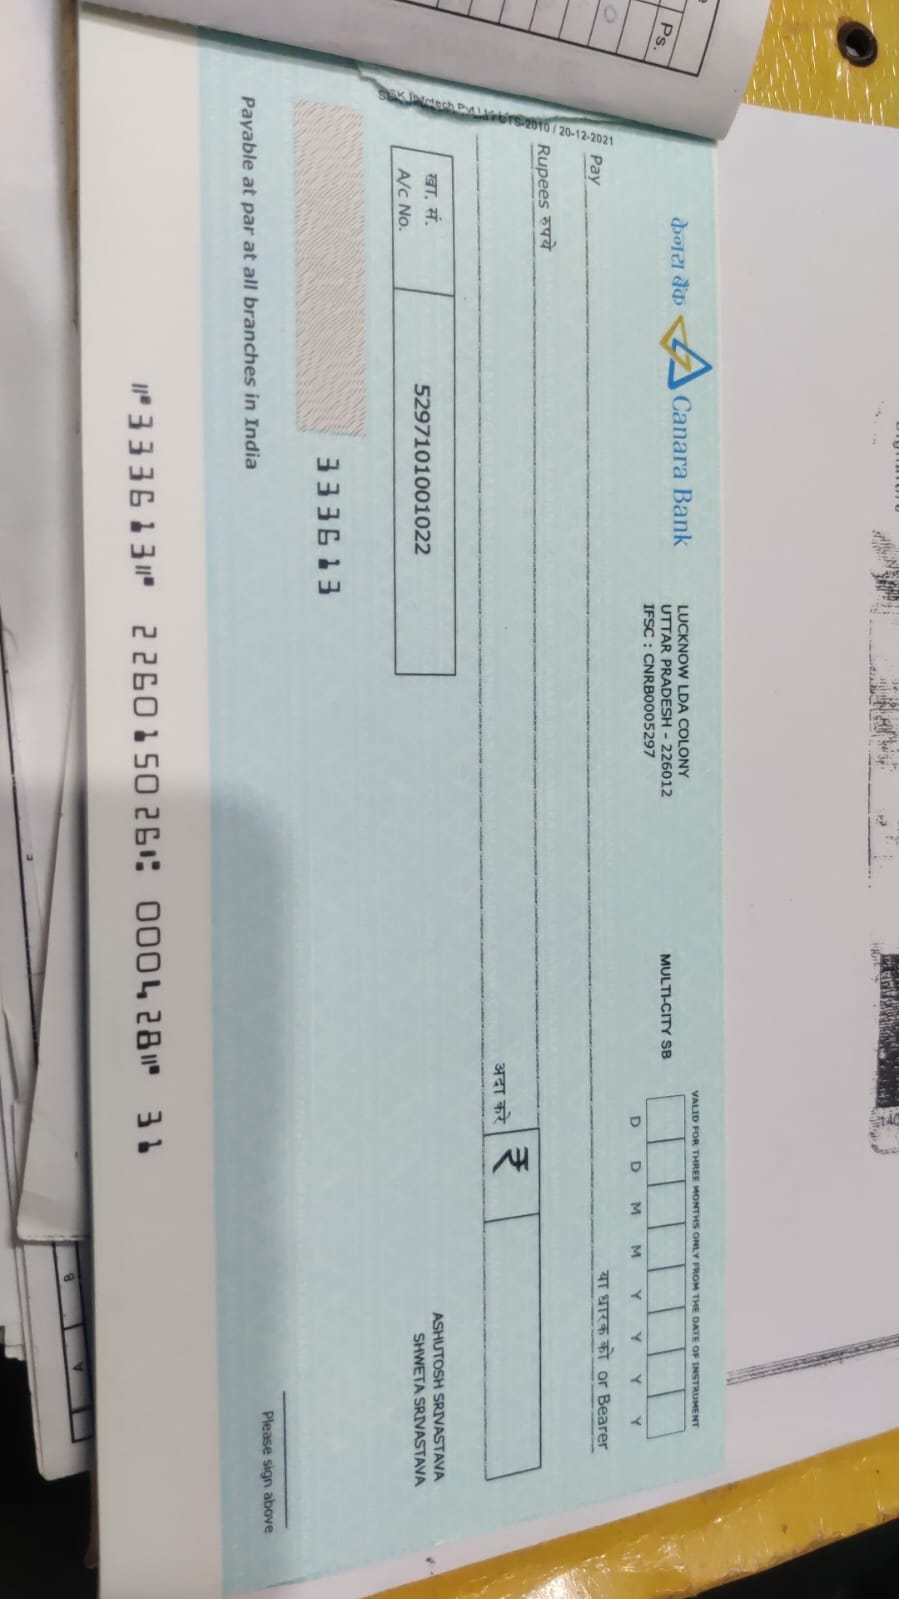 Ps.
SGK Infotech Pvt Ltd / CTS-2010 / 20-12-2021
केनरा बैंक Canara Bank
LUCKNOW LDA COLONY
UTTAR PRADESH - 226012
IFSC : CNRB0005297
MULTI-CITY SB
VALID FOR THREE MONTHS ONLY FROM THE DATE OF INSTRUMENT
D D M M Y Y Y Y
Pay
या धारक को or Bearer
Rupees रुपये
अदा करे ₹
खा. सं.
A/c No.
5297101001022
ASHUTOSH SRIVASTAVA
SHWETA SRIVASTAVA
333613
Please sign above
Payable at par at all branches in India
⑈333613⑈ 226015026⑆ 000428⑈ 31
B A